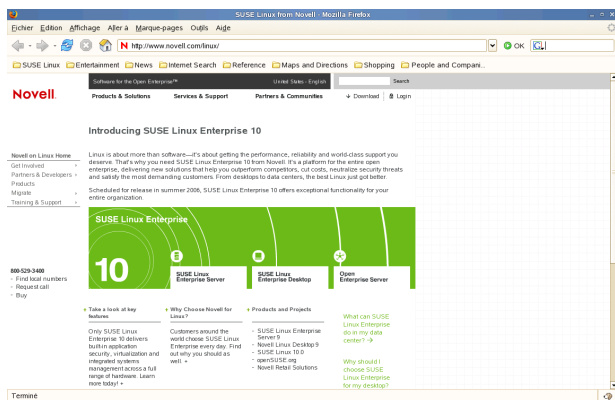 SUSE Linux from Novell - Mozilla Firefox
Fichier Edition Affichage Aller à Marque-pages Outils Aide
http://www.novell.com/linux/
OK
SUSE Linux Entertainment News Internet Search Reference Maps and Directions Shopping People and Compani...
Software for the Open Enterprise™ United States - English Search
Novell.
Products & Solutions Services & Support Partners & Communities Download Login
Introducing SUSE Linux Enterprise 10
Novell on Linux Home
Get Involved
Partners & Developers
Products
Migrate
Training & Support
Linux is about more than software—it's about getting the performance, reliability and world-class support you
deserve. That's why you need SUSE Linux Enterprise 10 from Novell. It's a platform for the entire open
enterprise, delivering new solutions that help you outperform competitors, cut costs, neutralize security threats
and satisfy the most demanding customers. From desktops to data centers, the best Linux just got better.
Scheduled for release in summer 2006, SUSE Linux Enterprise 10 offers exceptional functionality for your
entire organization.
SUSE Linux Enterprise
10
SUSE Linux
Enterprise Server
SUSE Linux
Enterprise Desktop
Open
Enterprise Server
800-529-3400
- Find local numbers
- Request call
- Buy
Take a look at key
features
Only SUSE Linux
Enterprise 10 delivers
built-in application
security, virtualization and
integrated systems
management across a full
range of hardware. Learn
more today! +
Why Choose Novell for
Linux?
Customers around the
world choose SUSE Linux
Enterprise every day. Find
out why you should as
well. +
Products and Projects
- SUSE Linux Enterprise
Server 9
- Novell Linux Desktop 9
- SUSE Linux 10.0
- openSUSE.org
- Novell Retail Solutions
What can SUSE
Linux Enterprise
do in my data
center? →
Why should I
choose SUSE
Linux Enterprise
for my desktop?
Terminé